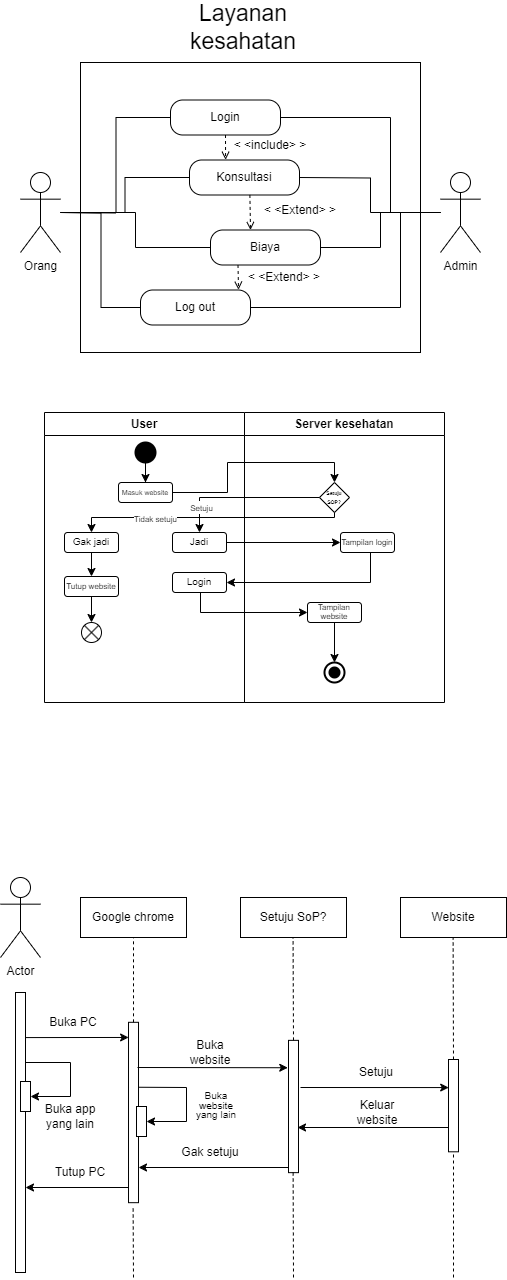 Layanan
kesahatan
Login
< <include> >
Konsultasi
< <Extend> >
Biaya
< <Extend> >
Log out
Orang
Admin
User
Server kesehatan
Masuk website
Setuju
SOP?
Setuju
Tidak setuju
Gak jadi
Jadi
Tampilan login
Tutup website
Login
Tampilan
website
Actor
Google chrome
Setuju SoP?
Website
Buka PC
Buka
website
Setuju
Buka app
yang lain
Buka
website
yang lain
Keluar
website
Gak setuju
Tutup PC